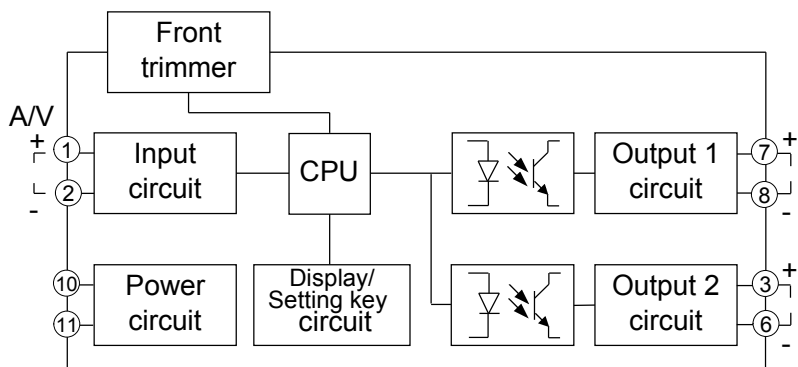 Front
trimmer
A/V
+
1
2
-
Input
circuit
CPU
Output 1
circuit
+
7
8
-
10
11
Power
circuit
Display/
Setting key
circuit
Output 2
circuit
+
3
6
-